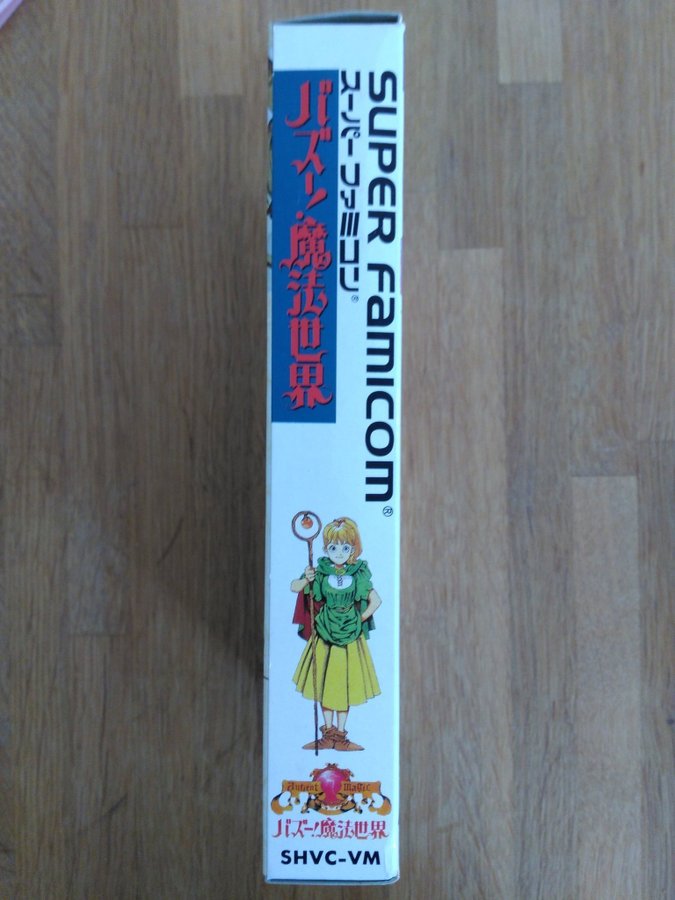 SUPER FAMICOM®
スーパーファミコン®
バズー!魔法世界
Ancient Magic
バズー!魔法世界
SHVC-VM